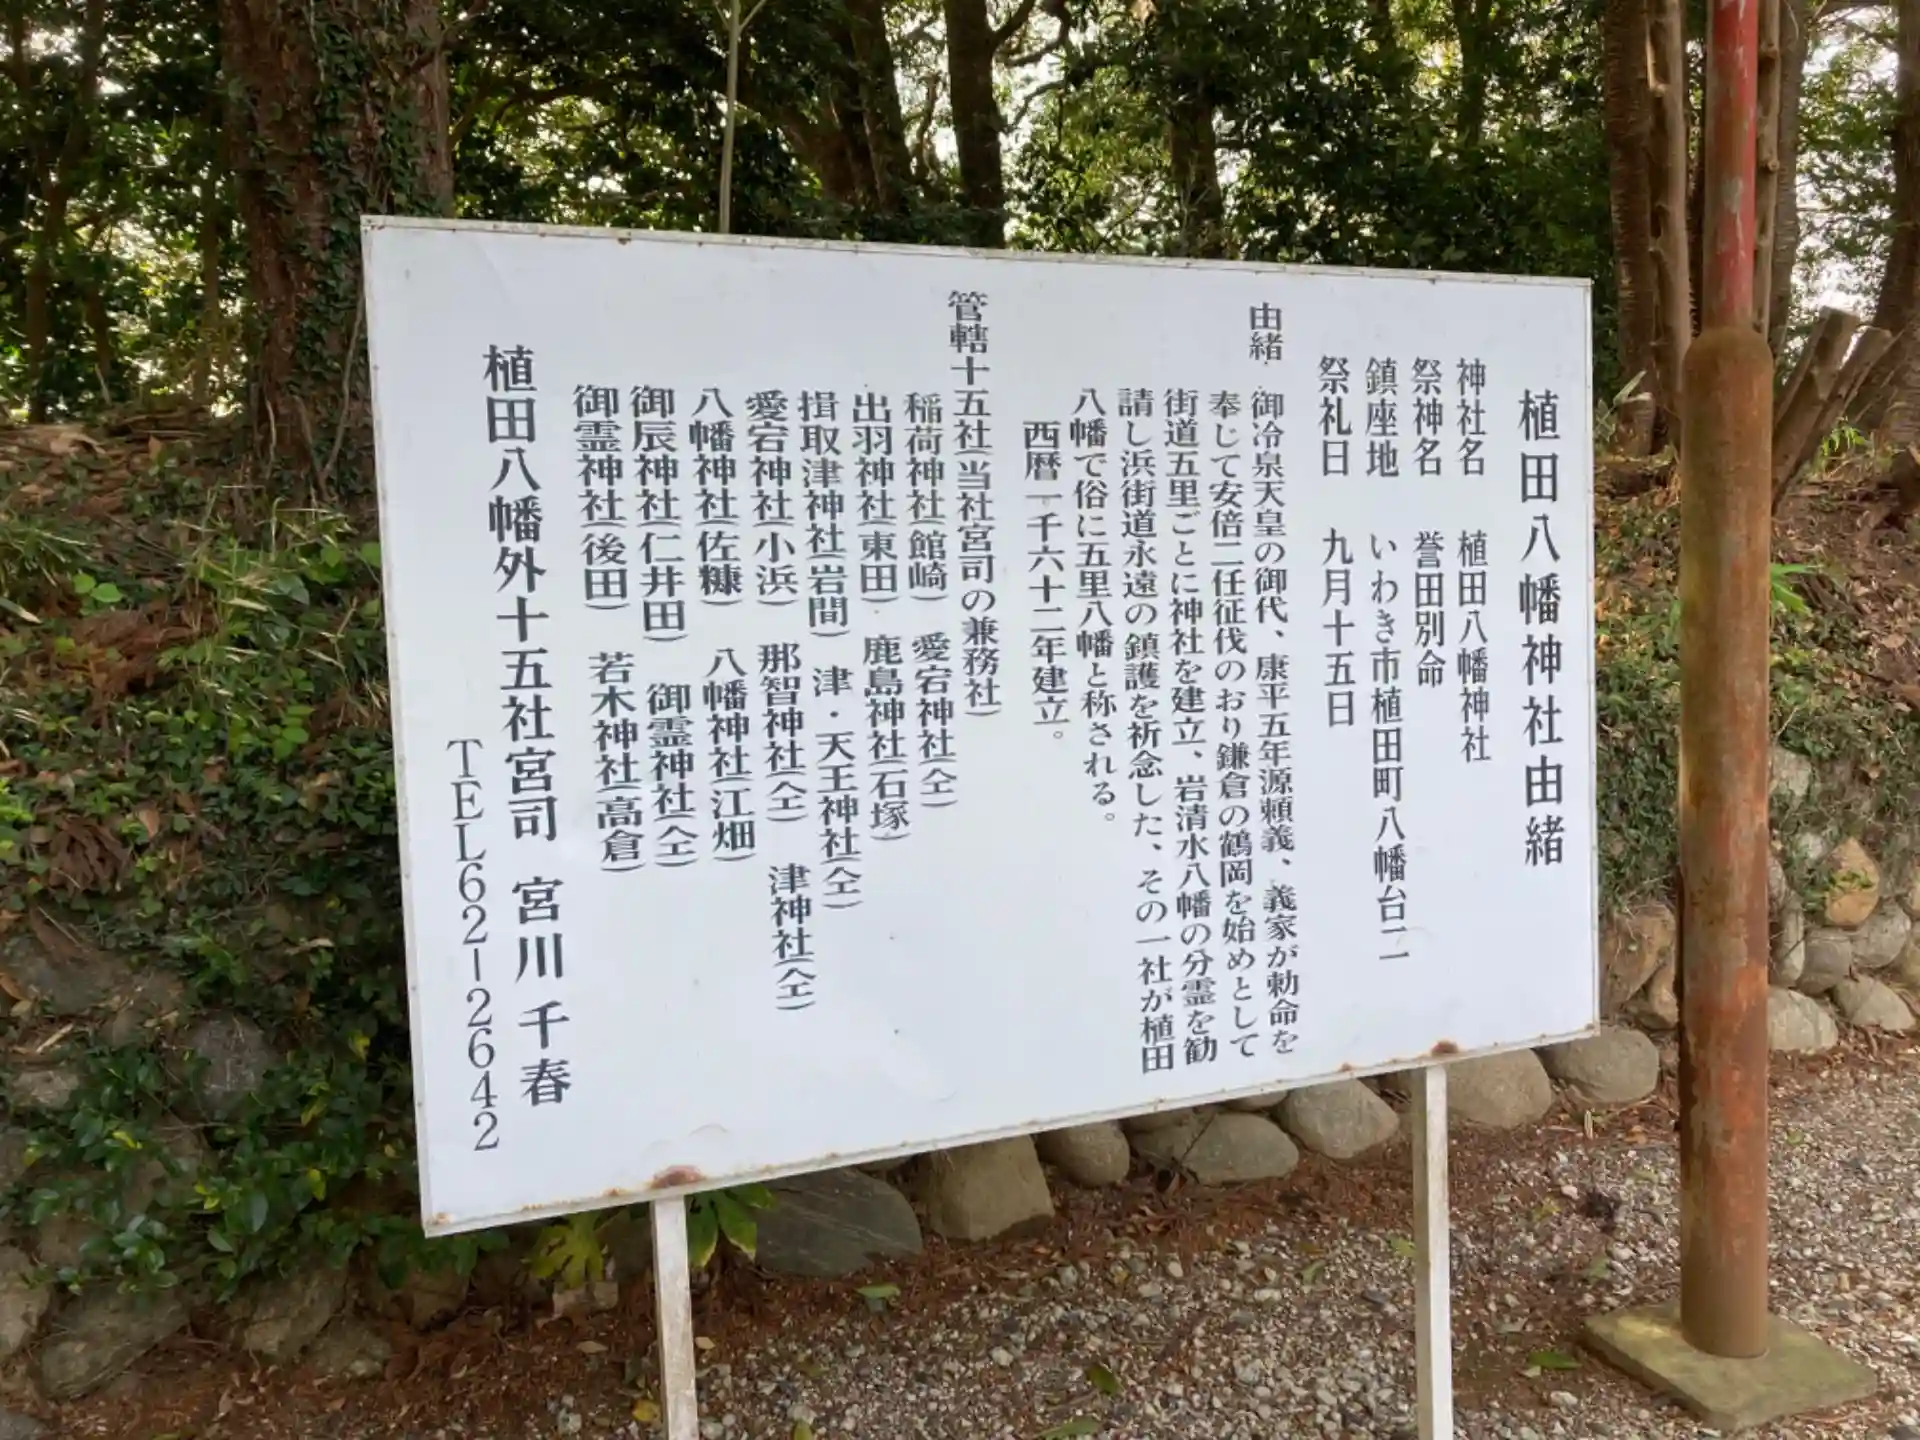 植田八幡神社由緒
神社名　植田八幡神社
祭神名　誉田別命
鎮座地　いわき市植田町八幡台二
祭礼日　九月十五日
由緒　御冷泉天皇の御代、康平五年源頼義、義家が勅命を
奉じて安倍二任征伐のおり鎌倉の鶴岡を始めとして
街道五里ごとに神社を建立、岩清水八幡の分霊を勧
請し浜街道永遠の鎮護を祈念した、その一社が植田
八幡で俗に五里八幡と称される。
西暦一千六十二年建立。
管轄十五社(当社宮司の兼務社)
稲荷神社(館崎)　愛宕神社(仝)
出羽神社(東田)　鹿島神社(石塚)
揖取津神社(岩間)　津・天王神社(仝)
愛宕神社(小浜)　那智神社(仝)　津神社(仝)
八幡神社(佐糠)　八幡神社(江畑)
御辰神社(仁井田)　御霊神社(仝)
御霊神社(後田)　若木神社(高倉)
植田八幡外十五社宮司　宮川千春
TEL62-2642